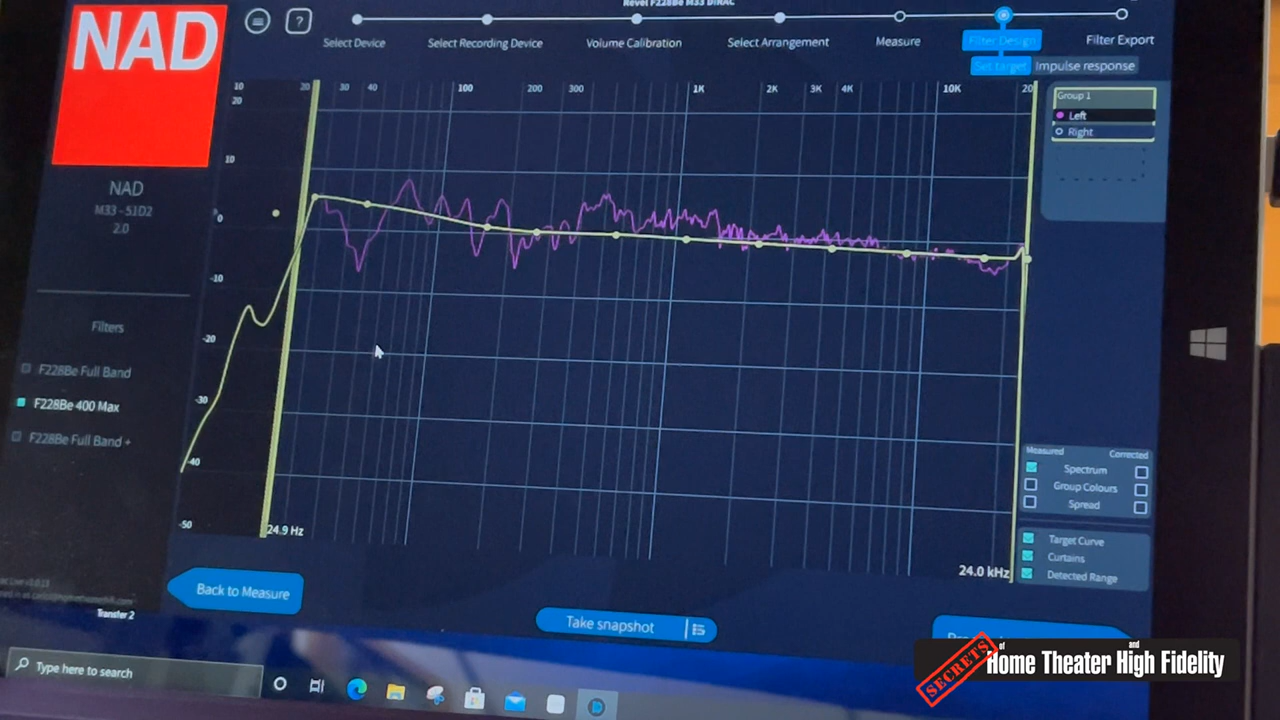 Revel F228Be M33 DIRAC
NAD
?
Select Device
Select Recording Device
Volume Calibration
Select Arrangement
Measure
Filter Design
Filter Export
Set target
Impulse response
10 20 30 40 100 200 300 1K 2K 3K 4K 10K 20
20
10
0
-10
-20
-30
-40
-50
Group 1
Left
Right
NAD
M33 -51D2
2.0
Filters
F228Be Full Band
F228Be 400 Max
F228Be Full Band +
24.9 Hz
24.0 kHz
Measured Corrected
Spectrum
Group Colours
Spread
Target Curve
Curtains
Detected Range
Back to Measure
Take snapshot
Transfer 2
Type here to search
SECRETS of Home Theater and High Fidelity